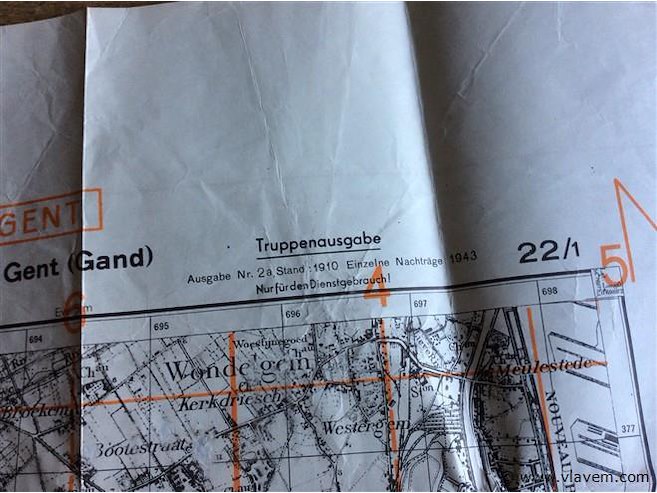 GENT
Gent (Gand)
Truppenausgabe
Ausgabe Nr. 2a Stand: 1910 Einzelne Nachträge 1943
Nur für den Dienstgebrauch!
22/1
6
4
5
694
695
696
697
698
Wondelgem
Meulestede
Kerkdriesch
Westergem
Bootestraat
377
www.vlavem.com